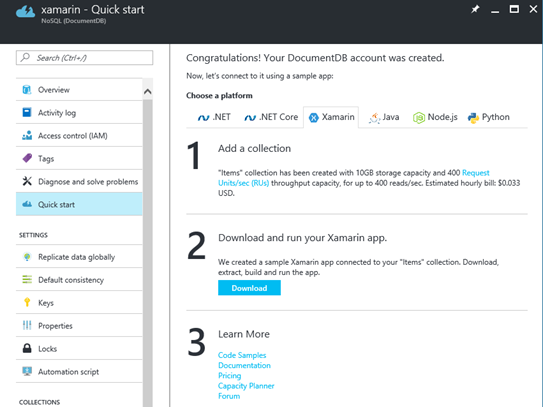 xamarin - Quick start
NoSQL (DocumentDB)
Search (Ctrl+/)
Overview
Activity log
Access control (IAM)
Tags
Diagnose and solve problems
Quick start
SETTINGS
Replicate data globally
Default consistency
Keys
Properties
Locks
Automation script
COLLECTIONS
Congratulations! Your DocumentDB account was created.
Now, let's connect to it using a sample app:
Choose a platform
.NET .NET Core Xamarin Java Node.js Python
1
Add a collection
"Items" collection has been created with 10GB storage capacity and 400 Request
Units/sec (RUs) throughput capacity, for up to 400 reads/sec. Estimated hourly bill: $0.033
USD.
2
Download and run your Xamarin app.
We created a sample Xamarin app connected to your "Items" collection. Download,
extract, build and run the app.
Download
3
Learn More
Code Samples
Documentation
Pricing
Capacity Planner
Forum